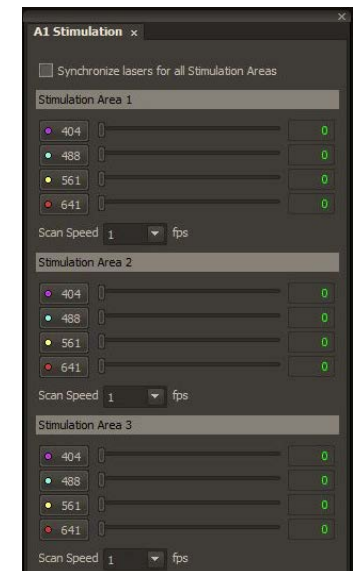 A1 Stimulation x
Synchronize lasers for all Stimulation Areas
Stimulation Area 1
404 0
488 0
561 0
641 0
Scan Speed 1 fps
Stimulation Area 2
404 0
488 0
561 0
641 0
Scan Speed 1 fps
Stimulation Area 3
404 0
488 0
561 0
641 0
Scan Speed 1 fps